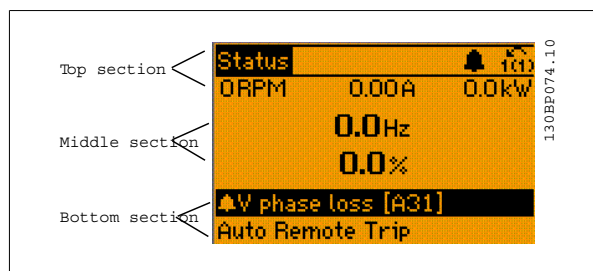 Top section
Status
1(1)
0RPM 0.00A 0.0kW
Middle section
0.0Hz
0.0%
Bottom section
V phase loss [A31]
Auto Remote Trip
130BP074.10